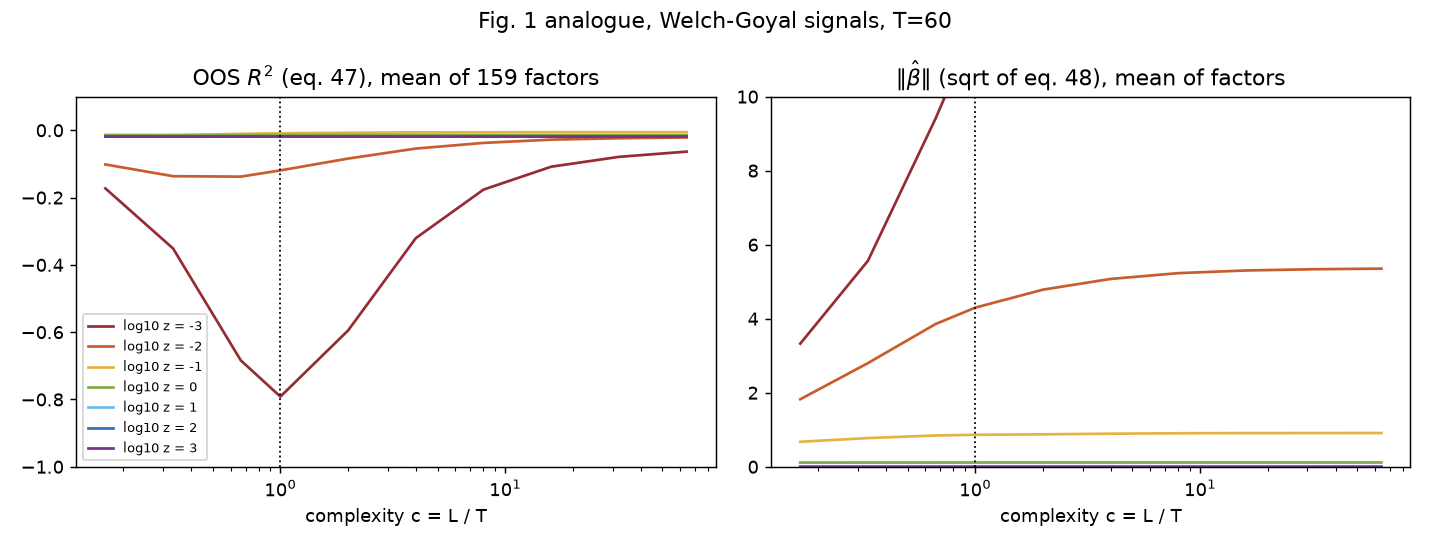 Fig. 1 analogue, Welch-Goyal signals, T=60
OOS R² (eq. 47), mean of 159 factors
0.0
−0.2
−0.4
−0.6
−0.8
−1.0
log10 z = -3
log10 z = -2
log10 z = -1
log10 z = 0
log10 z = 1
log10 z = 2
log10 z = 3
10⁰
10¹
complexity c = L / T
‖β̂‖ (sqrt of eq. 48), mean of factors
10
8
6
4
2
0
10⁰
10¹
complexity c = L / T